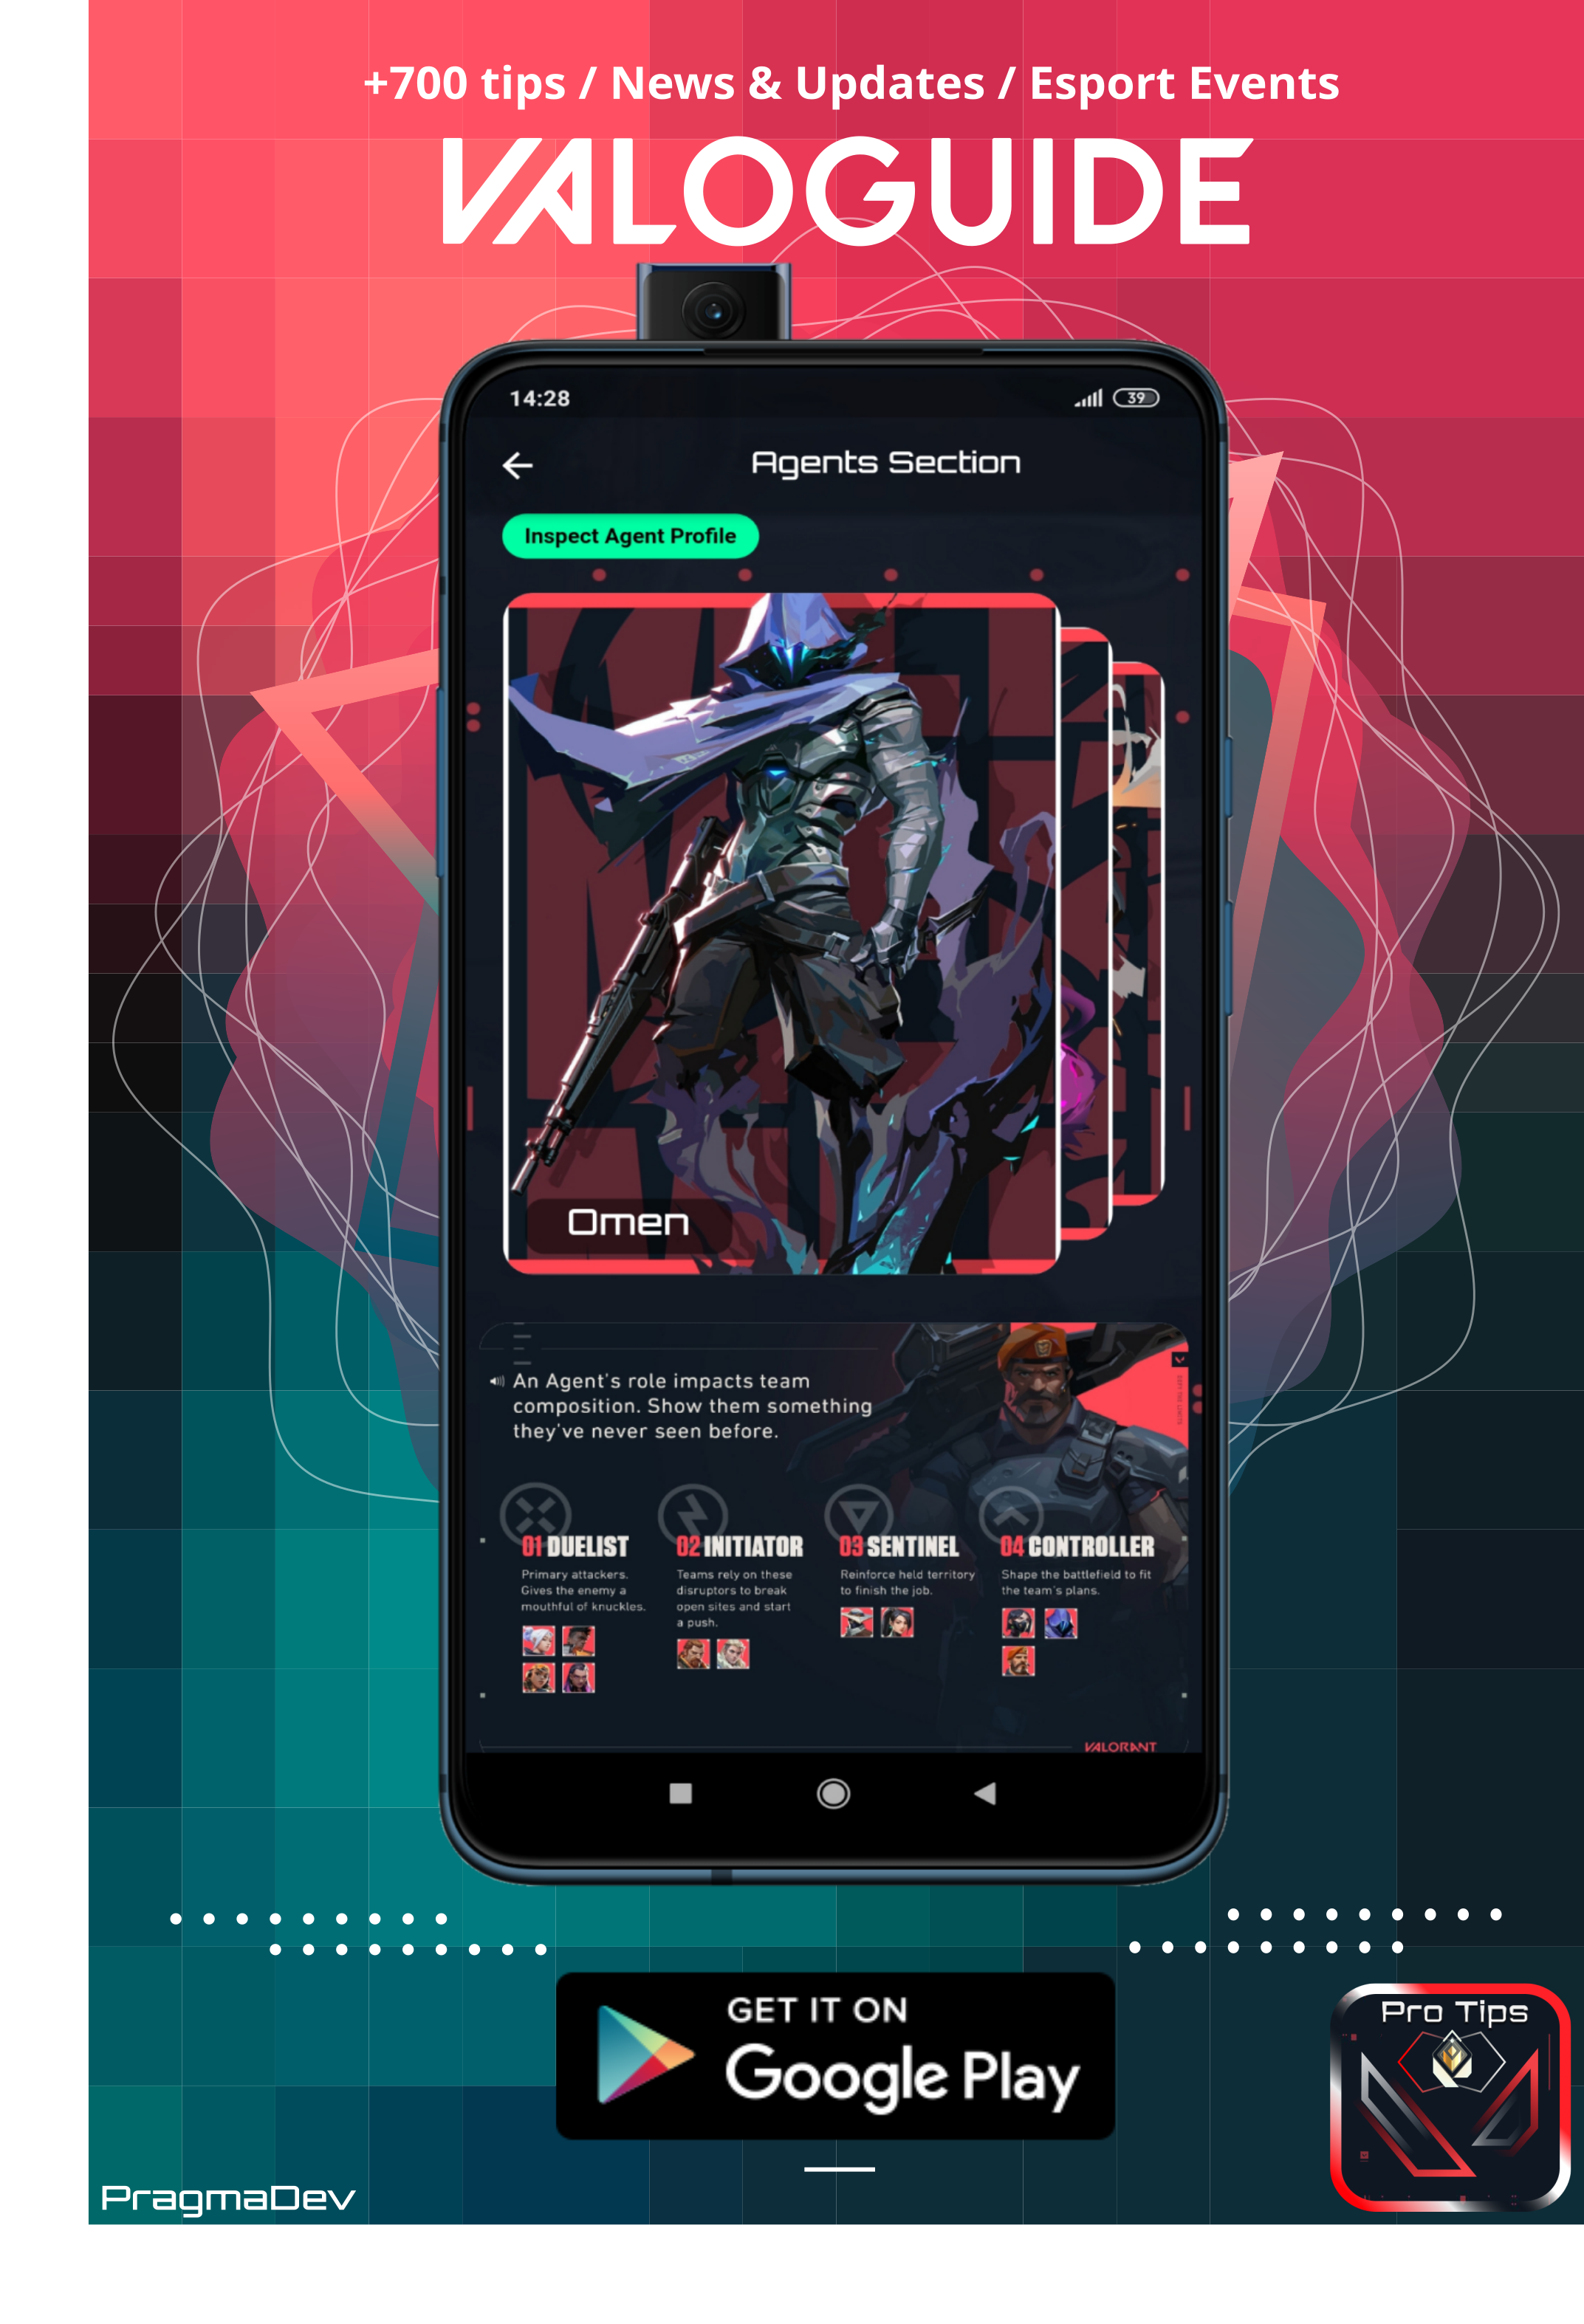 +700 tips / News & Updates / Esport Events
VALOGUIDE
14:28
39
Agents Section
Inspect Agent Profile
Omen
An Agent's role impacts team
composition. Show them something
they've never seen before.
01 DUELIST
Primary attackers.
Gives the enemy a
mouthful of knuckles.
02 INITIATOR
Teams rely on these
disruptors to break
open sites and start
a push.
03 SENTINEL
Reinforce held territory
to finish the job.
04 CONTROLLER
Shape the battlefield to fit
the team's plans.
VALORANT
GET IT ON
Google Play
Pro Tips
PragmaDev